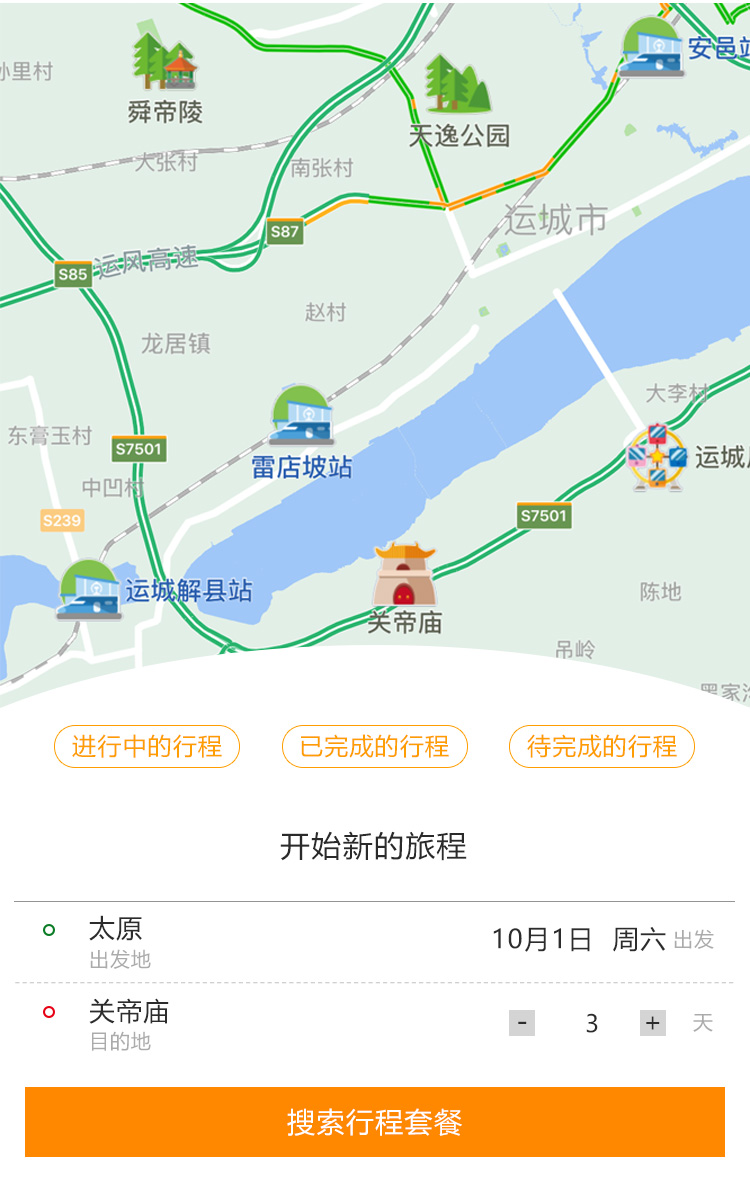 安邑站
孙里村
舜帝陵
天逸公园
大张村
南张村
运城市
S87
运风高速
S85
赵村
龙居镇
大李村
东膏玉村
S7501
雷店坡站
运城
中凹村
S239
S7501
运城解县站
陈地
关帝庙
吊岭
进行中的行程
已完成的行程
待完成的行程
开始新的旅程
太原
10月1日 周六 出发
出发地
关帝庙
- 3 + 天
目的地
搜索行程套餐